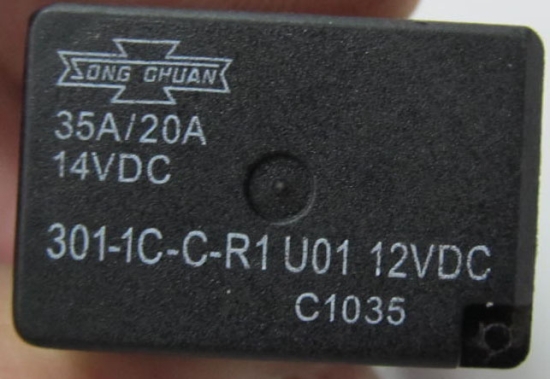 SONG CHUAN
35A/20A
14VDC
301-1C-C-R1 U01 12VDC
C1035